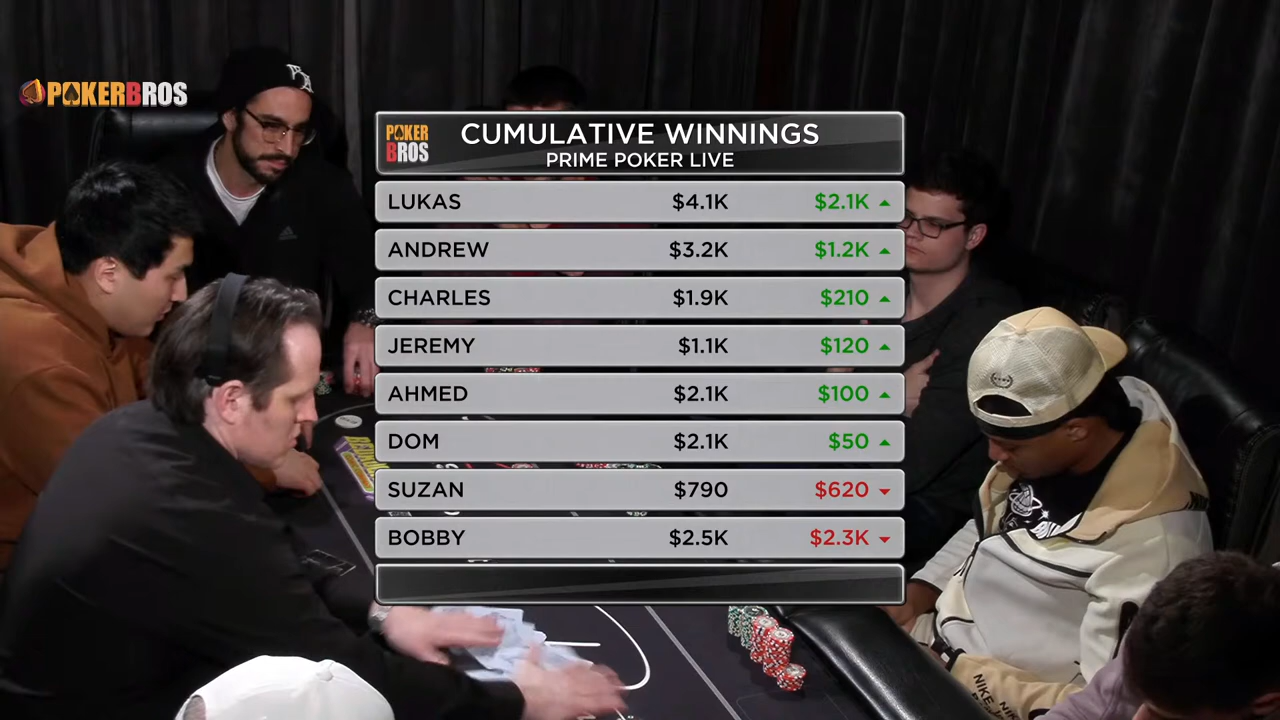 POKERBROS
POKER BROS
CUMULATIVE WINNINGS
PRIME POKER LIVE
LUKAS $4.1K $2.1K
ANDREW $3.2K $1.2K
CHARLES $1.9K $210
JEREMY $1.1K $120
AHMED $2.1K $100
DOM $2.1K $50
SUZAN $790 $620
BOBBY $2.5K $2.3K
NIKE